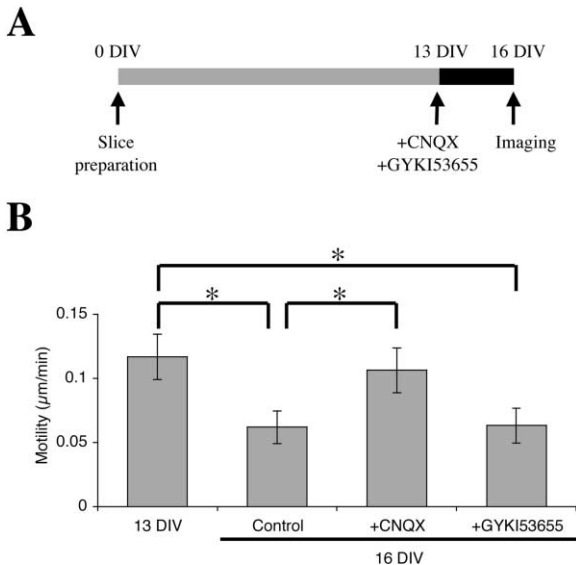 A
0 DIV
13 DIV
16 DIV
Slice
preparation
+CNQX
+GYKI53655
Imaging
B
*
*
*
0.15
0.1
0.05
0
Motility (µm/min)
13 DIV
Control
+CNQX
+GYKI53655
16 DIV